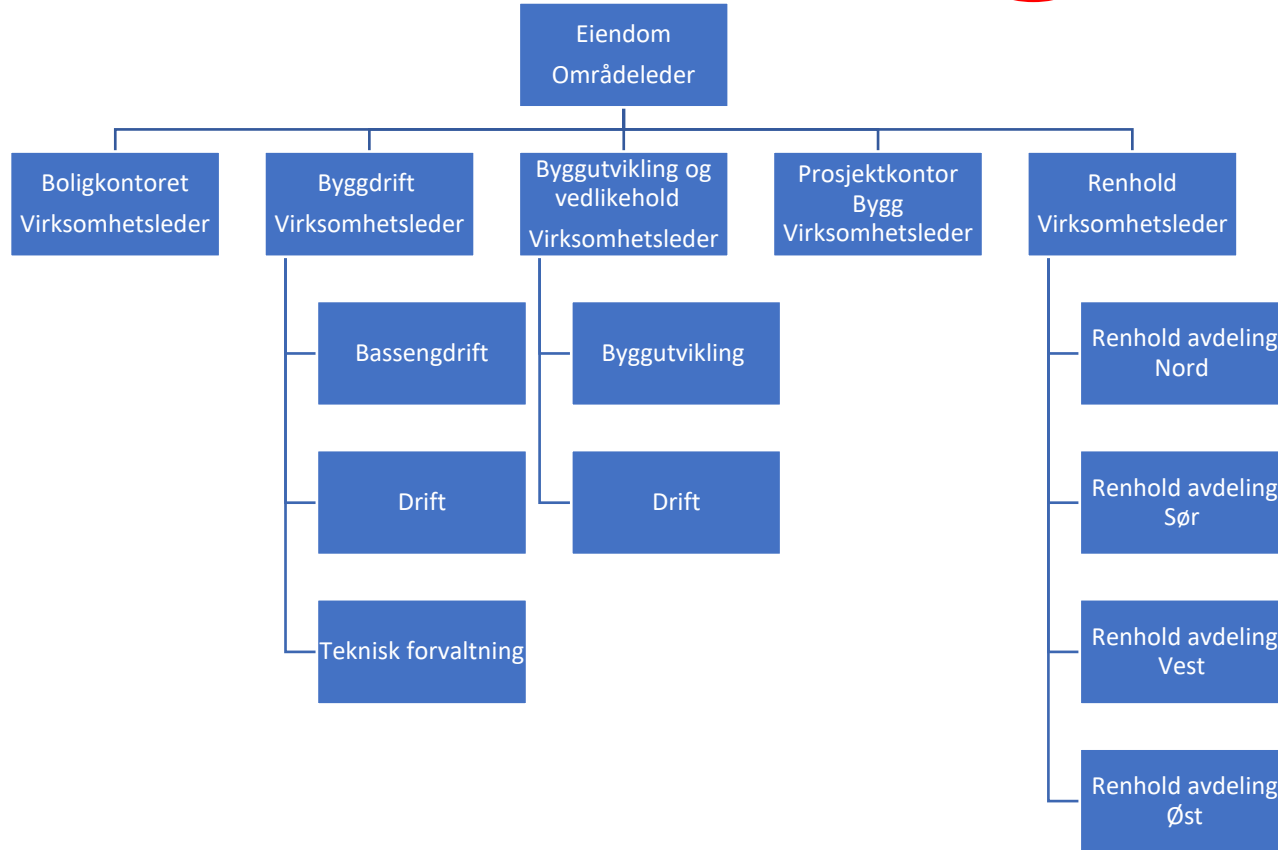 Eiendom
Områdeleder
Boligkontoret
Virksomhetsleder
Byggdrift
Virksomhetsleder
Byggutvikling og
vedlikehold
Virksomhetsleder
Prosjektkontor
Bygg
Virksomhetsleder
Renhold
Virksomhetsleder
Bassengdrift
Drift
Teknisk forvaltning
Byggutvikling
Drift
Renhold avdeling
Nord
Renhold avdeling
Sør
Renhold avdeling
Vest
Renhold avdeling
Øst